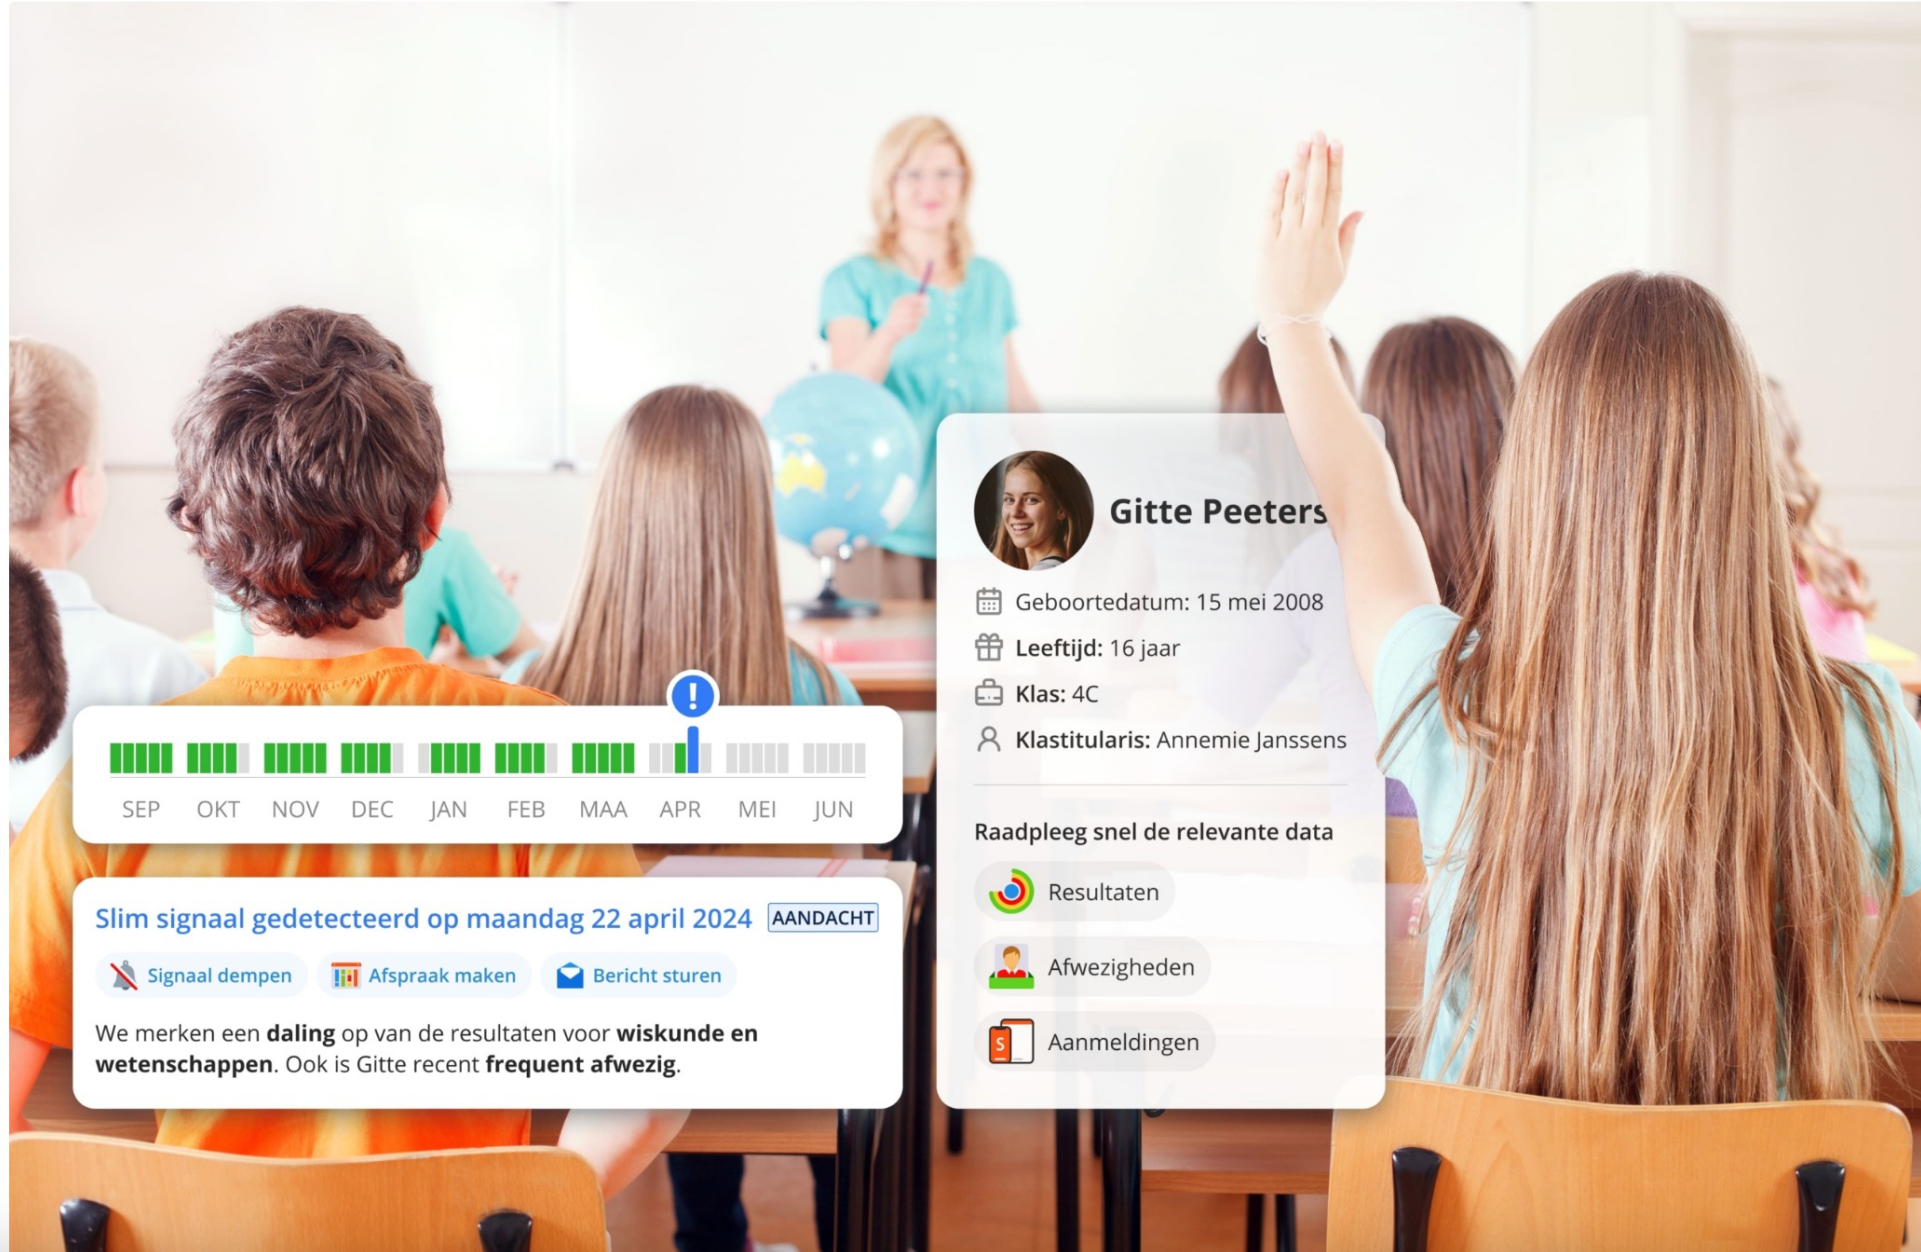 Gitte Peeters
Geboortedatum: 15 mei 2008
Leeftijd: 16 jaar
Klas: 4C
Klastitularis: Annemie Janssens
Raadpleeg snel de relevante data
Resultaten
Afwezigheden
S
Aanmeldingen
!
SEP OKT NOV DEC JAN FEB MAA APR MEI JUN
Slim signaal gedetecteerd op maandag 22 april 2024 AANDACHT
Signaal dempen Afspraak maken Bericht sturen
We merken een daling op van de resultaten voor wiskunde en
wetenschappen. Ook is Gitte recent frequent afwezig.